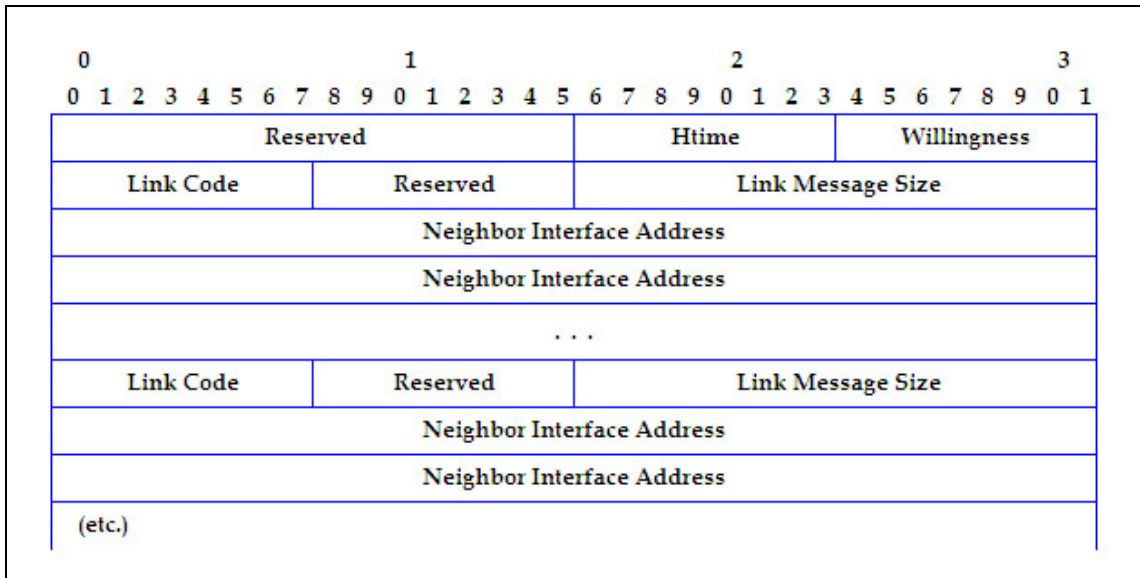 0 1 2 3
0 1 2 3 4 5 6 7 8 9 0 1 2 3 4 5 6 7 8 9 0 1 2 3 4 5 6 7 8 9 0 1
Reserved Htime Willingness
Link Code Reserved Link Message Size
Neighbor Interface Address
Neighbor Interface Address
. . .
Link Code Reserved Link Message Size
Neighbor Interface Address
Neighbor Interface Address
(etc.)